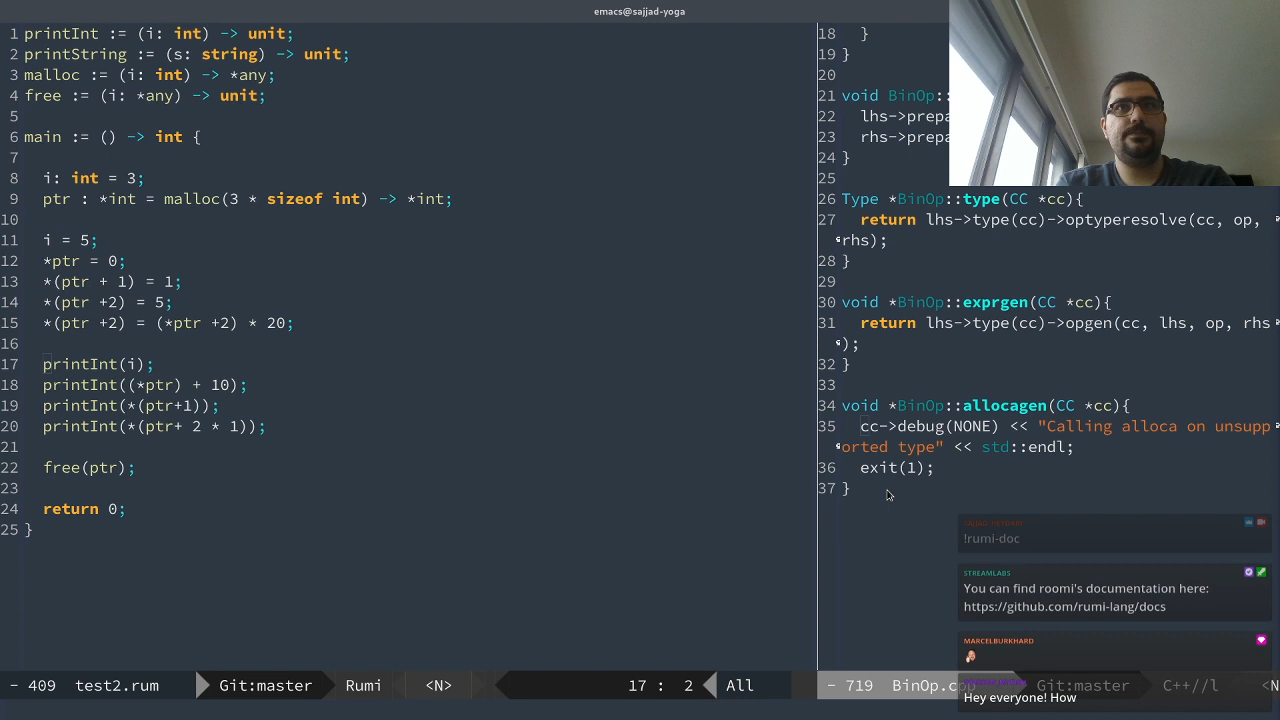 emacs@sajjad-yoga
1 printInt := (i: int) -> unit;
2 printString := (s: string) -> unit;
3 malloc := (i: int) -> *any;
4 free := (i: *any) -> unit;
5
6 main := () -> int {
7
8 i: int = 3;
9 ptr : *int = malloc(3 * sizeof int) -> *int;
10
11 i = 5;
12 *ptr = 0;
13 *(ptr + 1) = 1;
14 *(ptr +2) = 5;
15 *(ptr +2) = (*ptr +2) * 20;
16
17 printInt(i);
18 printInt((*ptr) + 10);
19 printInt(*(ptr+1));
20 printInt(*(ptr+ 2 * 1));
21
22 free(ptr);
23
24 return 0;
25 }
- 409 test2.rum Git:master Rumi <N> 17 : 2 All
18 }
19 }
20
21 void BinOp::
22 lhs->prepa
23 rhs->prepa
24 }
25
26 Type *BinOp::type(CC *cc){
27 return lhs->type(cc)->optyperesolve(cc, op,
rhs);
28 }
29
30 void *BinOp::exprgen(CC *cc){
31 return lhs->type(cc)->opgen(cc, lhs, op, rhs
);
32 }
33
34 void *BinOp::allocagen(CC *cc){
35 cc->debug(NONE) << "Calling alloca on unsupp
orted type" << std::endl;
36 exit(1);
37 }
- 719 BinOp.cpp Git:master C++//l <N
!rumi-doc
STREAMLABS
You can find roomi's documentation here:
https://github.com/rumi-lang/docs
MARCELBURKHARD
Hey everyone! How